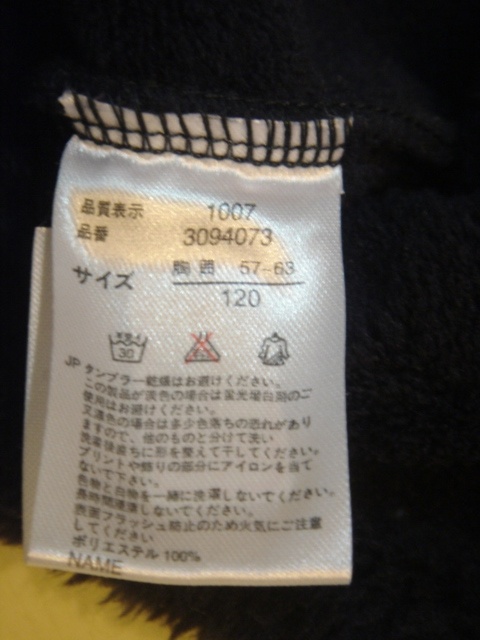 品質表示 1007
品番 3094073
サイズ 胸囲 57-63
120
30
JP タンブラー乾燥はお避けください。
この製品が淡色の場合は蛍光増白剤のご
使用はお避けください。
又濃色の場合は多少色落ちの恐れがあり
ますので、他のものと分けて洗い
洗濯後直ちに形を整えて干してください。
プリントや飾りの部分にアイロンを当て
ないで下さい。
色物と白物を一緒に洗濯しないでください。
長時間浸漬しないでください。
表面フラッシュ防止のため火気にご注意
してください
ポリエステル 100%
NAME